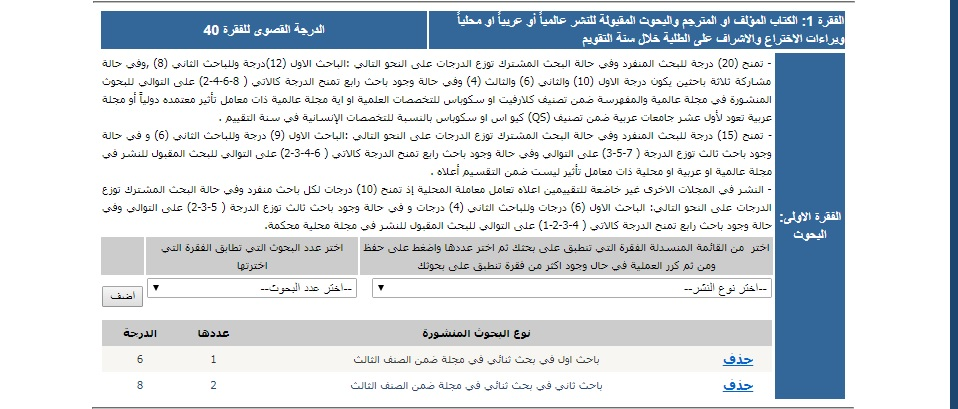 الفقرة 1: الكتاب المؤلف او المترجم والبحوث المقبولة للنشر عالمياً أو عربياً او محلياً
وبراءات الاختراع والاشراف على الطلبة خلال سنة التقويم
الدرجة القصوى للفقرة 40
- تمنح (20) درجة للبحث المنفرد وفي حالة البحث المشترك توزع الدرجات على النحو التالي :الباحث الاول (12)درجة وللباحث الثاني (8) ,وفي حالة
مشاركة ثلاثة باحثين يكون درجة الاول (10) والثاني (6) والثالث (4) وفي حالة وجود باحث رابع تمنح الدرجة كالاتي ( 8-6-4-2) على التوالي للبحوث
المنشورة في مجلة عالمية والمفهرسة ضمن تصنيف كلارفيت او سكوباس للتخصصات العلمية او اية مجلة عالمية ذات معامل تأثير معتمده دولياً أو مجلة
عربية تعود لأول عشر جامعات عربية ضمن تصنيف (QS) كيو اس او سكوباس بالنسبة للتخصصات الإنسانية في سنة التقييم .
- تمنح (15) درجة للبحث المنفرد وفي حالة البحث المشترك توزع الدرجات على النحو التالي :الباحث الاول (9) درجة وللباحث الثاني (6) و في حالة
وجود باحث ثالث توزع الدرجة ( 7-5-3) على التوالي وفي حالة وجود باحث رابع تمنح الدرجة كالاتي ( 6-4-3-2) على التوالي للبحث المقبول للنشر في
مجلة عالمية او عربية او محلية ذات معامل تأثير ليست ضمن التقسيم أعلاه .
- النشر في المجلات الاخرى غير خاضعة للتقييمين اعلاه تعامل معاملة المحلية إذ تمنح (10) درجات لكل باحث منفرد وفي حالة البحث المشترك توزع
الدرجات على النحو التالي: الباحث الاول (6) درجات وللباحث الثاني (4) درجات و في حالة وجود باحث ثالث توزع الدرجة ( 5-3-2) على التوالي وفي
حالة وجود باحث رابع تمنح الدرجة كالاتي ( 4-3-2-1) على التوالي للبحث المقبول للنشر في مجلة محلية محكمة.
الفقرة الاولى:
البحوث
اختر من القائمة المنسدلة الفقرة التي تنطبق على بحثك ثم اختر عددها واضغط على حفظ
ومن ثم كرر العملية في حال وجود اكثر من فقرة تنطبق على بحوثك
اختر عدد البحوث التي تطابق الفقرة التي
اخترتها
--اختر نوع النشر--
--اختر عدد البحوث--
اضف
نوع البحوث المنشورة عددها الدرجة
حذف باحث اول في بحث ثنائي في مجلة ضمن الصنف الثالث 1 6
حذف باحث ثاني في بحث ثنائي في مجلة ضمن الصنف الثالث 2 8